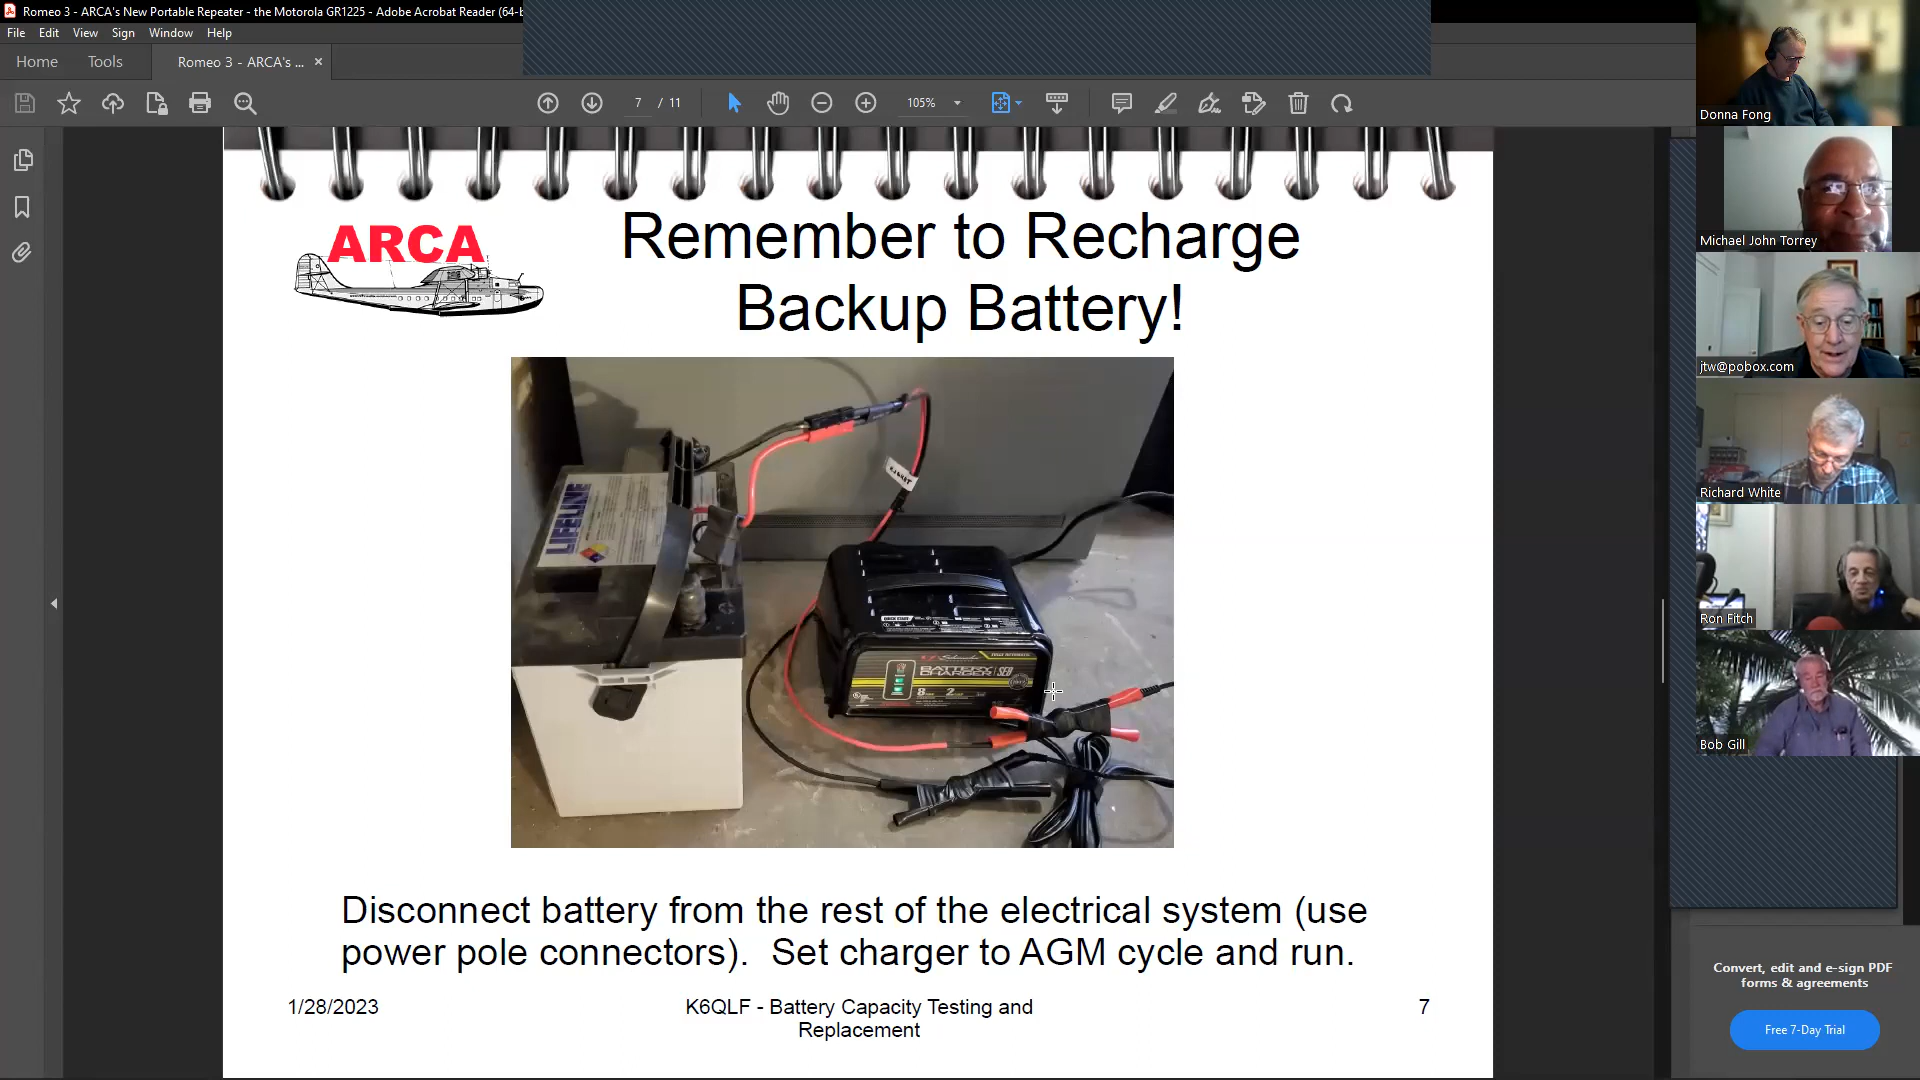 Romeo 3 - ARCA's New Portable Repeater - the Motorola GR1225 - Adobe Acrobat Reader (64-b
File Edit View Sign Window Help
Home Tools Romeo 3 - ARCA's ... ×
7 / 11 105%
ARCA
Remember to Recharge
Backup Battery!
LIFELINE
QUICK START
BATTERY
CHARGER
8 2
Disconnect battery from the rest of the electrical system (use
power pole connectors). Set charger to AGM cycle and run.
1/28/2023
K6QLF - Battery Capacity Testing and
Replacement
7
Donna Fong
Michael John Torrey
jtw@pobox.com
Richard White
Ron Fitch
Bob Gill
Convert, edit and e-sign PDF
forms & agreements
Free 7-Day Trial